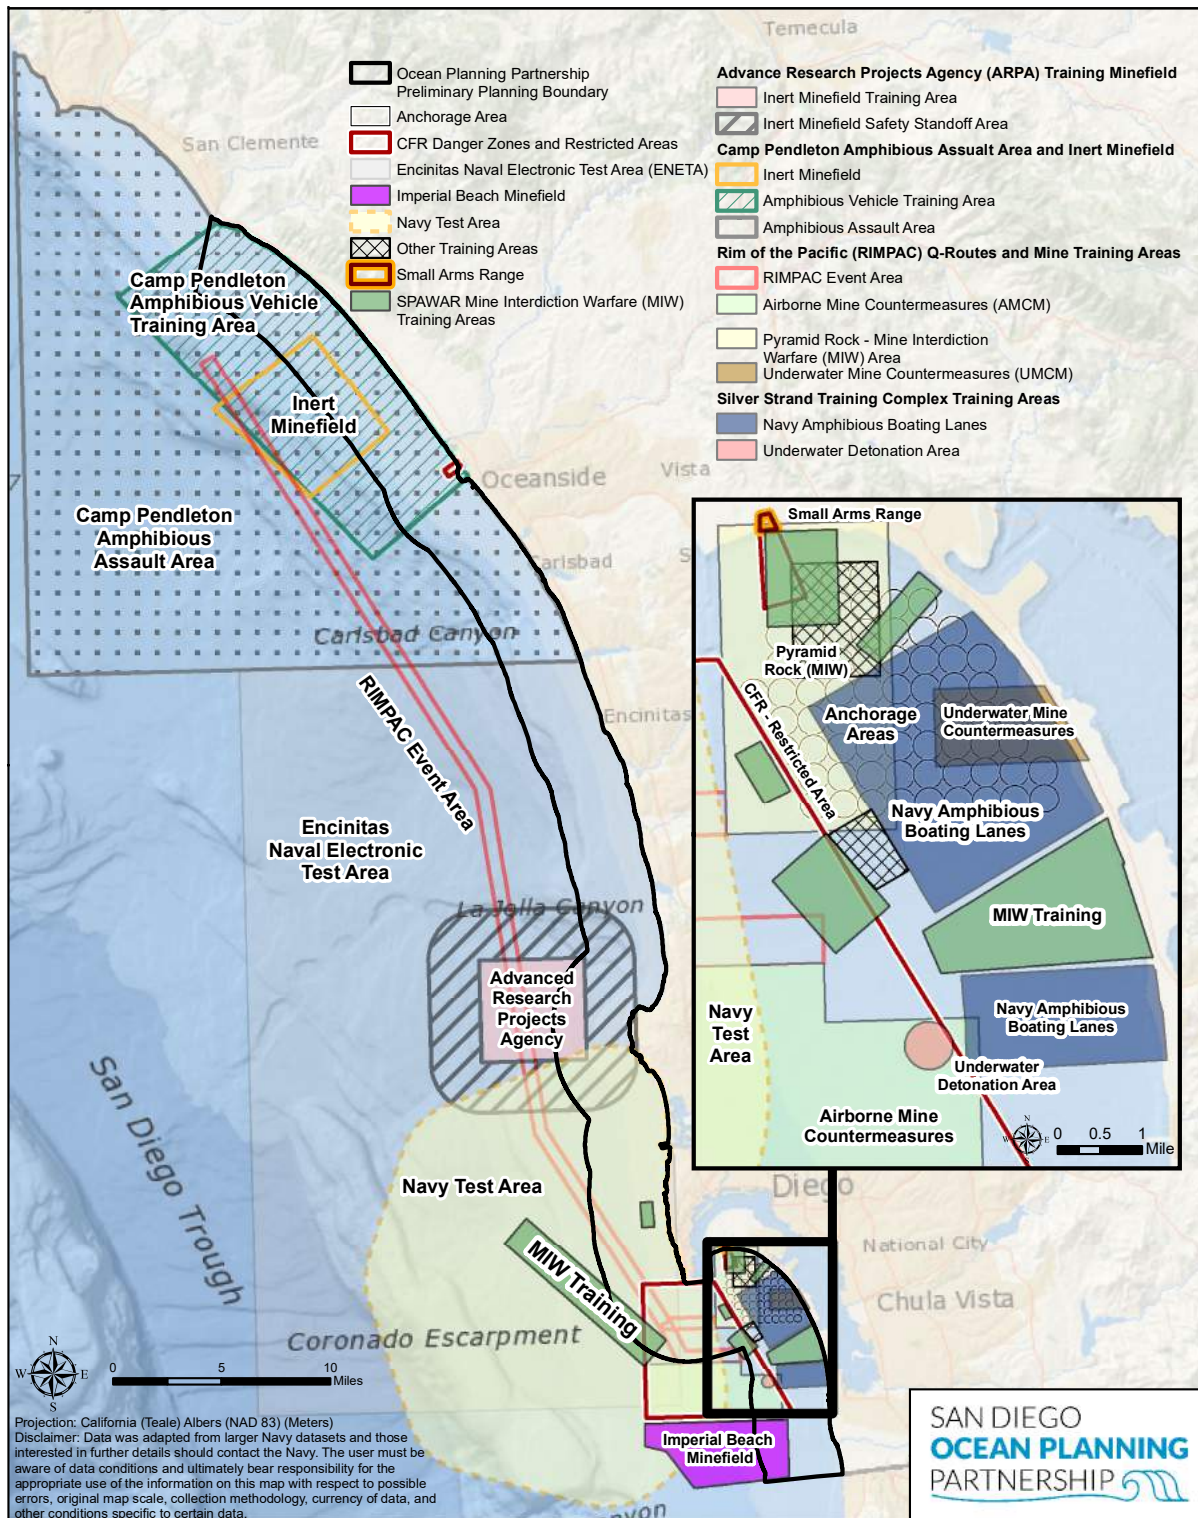 Temecula
San Clemente
Ocean Planning Partnership
Preliminary Planning Boundary
Anchorage Area
CFR Danger Zones and Restricted Areas
Encinitas Naval Electronic Test Area (ENETA)
Imperial Beach Minefield
Navy Test Area
Other Training Areas
Small Arms Range
SPAWAR Mine Interdiction Warfare (MIW)
Training Areas
Advance Research Projects Agency (ARPA) Training Minefield
Inert Minefield Training Area
Inert Minefield Safety Standoff Area
Camp Pendleton Amphibious Assualt Area and Inert Minefield
Inert Minefield
Amphibious Vehicle Training Area
Amphibious Assault Area
Rim of the Pacific (RIMPAC) Q-Routes and Mine Training Areas
RIMPAC Event Area
Airborne Mine Countermeasures (AMCM)
Pyramid Rock - Mine Interdiction
Warfare (MIW) Area
Underwater Mine Countermeasures (UMCM)
Silver Strand Training Complex Training Areas
Navy Amphibious Boating Lanes
Underwater Detonation Area
Camp Pendleton
Amphibious Vehicle
Training Area
Inert
Minefield
Oceanside
Vista
Camp Pendleton
Amphibious
Assault Area
Carlsbad
Carlsbad Canyon
RIMPAC Event Area
Encinitas
Encinitas
Naval Electronic
Test Area
La Jolla Canyon
Advanced
Research
Projects
Agency
San Diego Trough
Navy Test Area
MIW Training
Coronado Escarpment
Imperial Beach
Minefield
Diego
National City
Chula Vista
Small Arms Range
Pyramid
Rock (MIW)
CFR - Restricted Area
Anchorage
Areas
Underwater Mine
Countermeasures
Navy Amphibious
Boating Lanes
MIW Training
Navy
Test
Area
Navy Amphibious
Boating Lanes
Underwater
Detonation Area
Airborne Mine
Countermeasures
N
W E
S
0 0.5 1
Mile
N
W E
S
0 5 10
Miles
Projection: California (Teale) Albers (NAD 83) (Meters)
Disclaimer: Data was adapted from larger Navy datasets and those
interested in further details should contact the Navy. The user must be
aware of data conditions and ultimately bear responsibility for the
appropriate use of the information on this map with respect to possible
errors, original map scale, collection methodology, currency of data, and
other conditions specific to certain data.
SAN DIEGO
OCEAN PLANNING
PARTNERSHIP